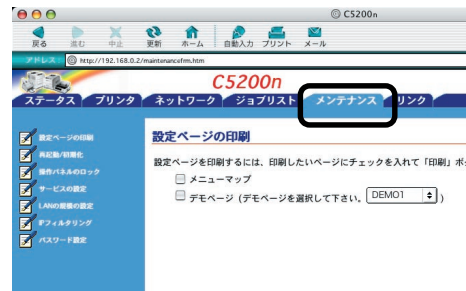 C5200n
戻る 進む 中止 更新 ホーム 自動入力 プリント メール
アドレス http://192.168.0.2/maintenancefrm.htm
C5200n
ステータス プリンタ ネットワーク ジョブリスト メンテナンス リンク
設定ページの印刷
設定ページの印刷
再起動/初期化
設定ページを印刷するには、印刷したいページにチェックを入れて「印刷」ボ
操作パネルのロック
メニューマップ
サービスの設定
デモページ (デモページを選択して下さい。 DEMO1 )
LANの規模の設定
IPフィルタリング
パスワード設定